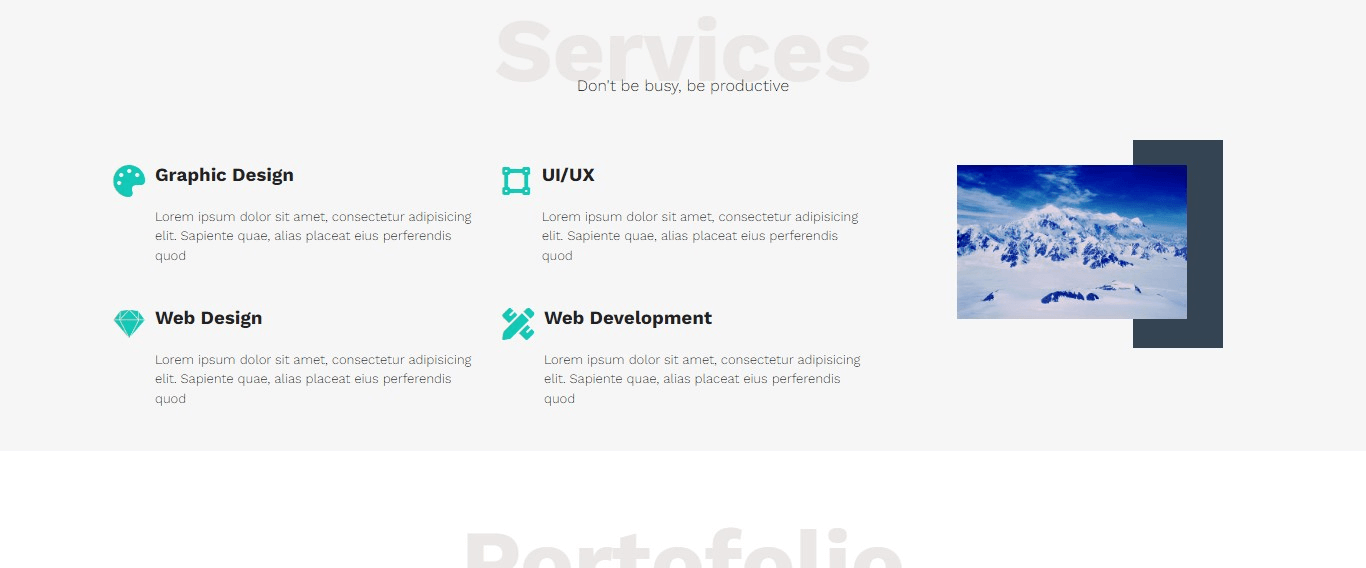 Services
Don't be busy, be productive
Graphic Design
Lorem ipsum dolor sit amet, consectetur adipisicing
elit. Sapiente quae, alias placeat eius perferendis
quod
UI/UX
Lorem ipsum dolor sit amet, consectetur adipisicing
elit. Sapiente quae, alias placeat eius perferendis
quod
Web Design
Lorem ipsum dolor sit amet, consectetur adipisicing
elit. Sapiente quae, alias placeat eius perferendis
quod
Web Development
Lorem ipsum dolor sit amet, consectetur adipisicing
elit. Sapiente quae, alias placeat eius perferendis
quod
Portofolio